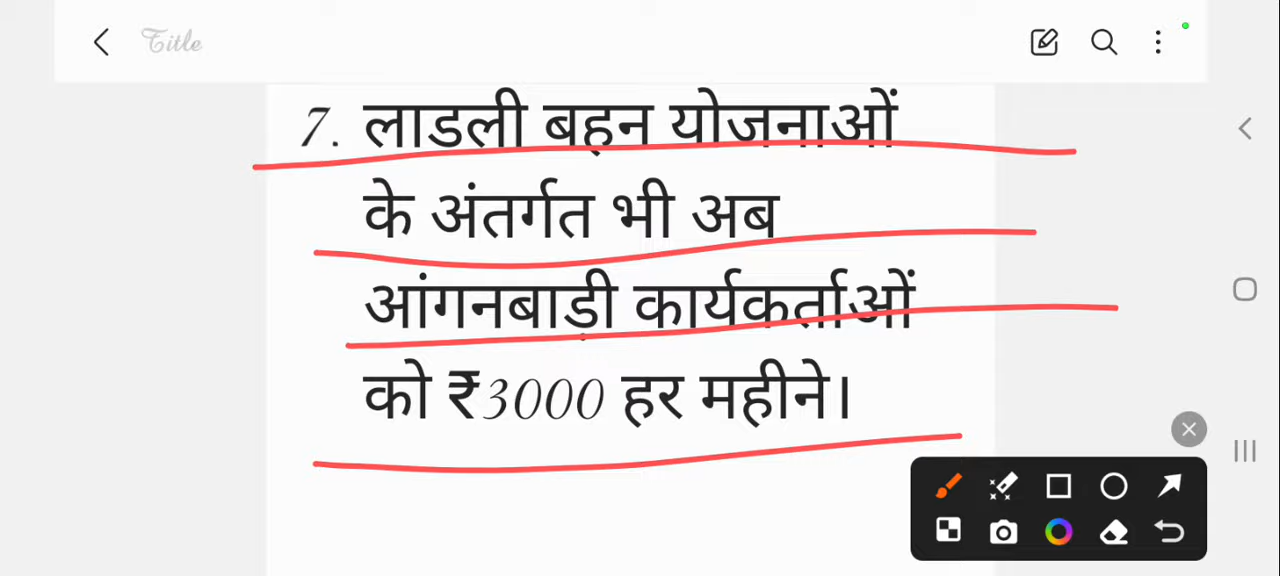 Title
7. लाडली बहन योजनाओं
के अंतर्गत भी अब
आंगनबाड़ी कार्यकर्ताओं
को ₹3000 हर महीने।